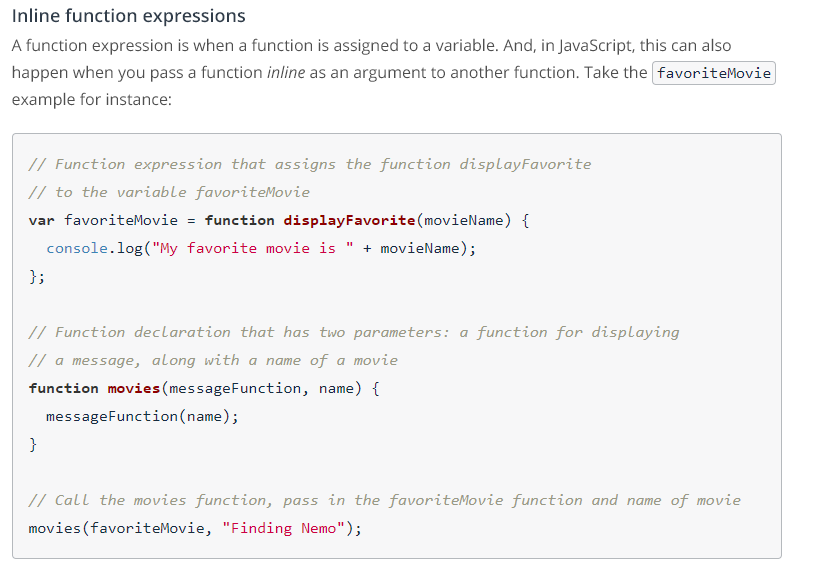 Inline function expressions
A function expression is when a function is assigned to a variable. And, in JavaScript, this can also
happen when you pass a function inline as an argument to another function. Take the favoriteMovie
example for instance:
// Function expression that assigns the function displayFavorite
// to the variable favoriteMovie
var favoriteMovie = function displayFavorite(movieName) {
  console.log("My favorite movie is " + movieName);
};
// Function declaration that has two parameters: a function for displaying
// a message, along with a name of a movie
function movies(messageFunction, name) {
  messageFunction(name);
}
// Call the movies function, pass in the favoriteMovie function and name of movie
movies(favoriteMovie, "Finding Nemo");